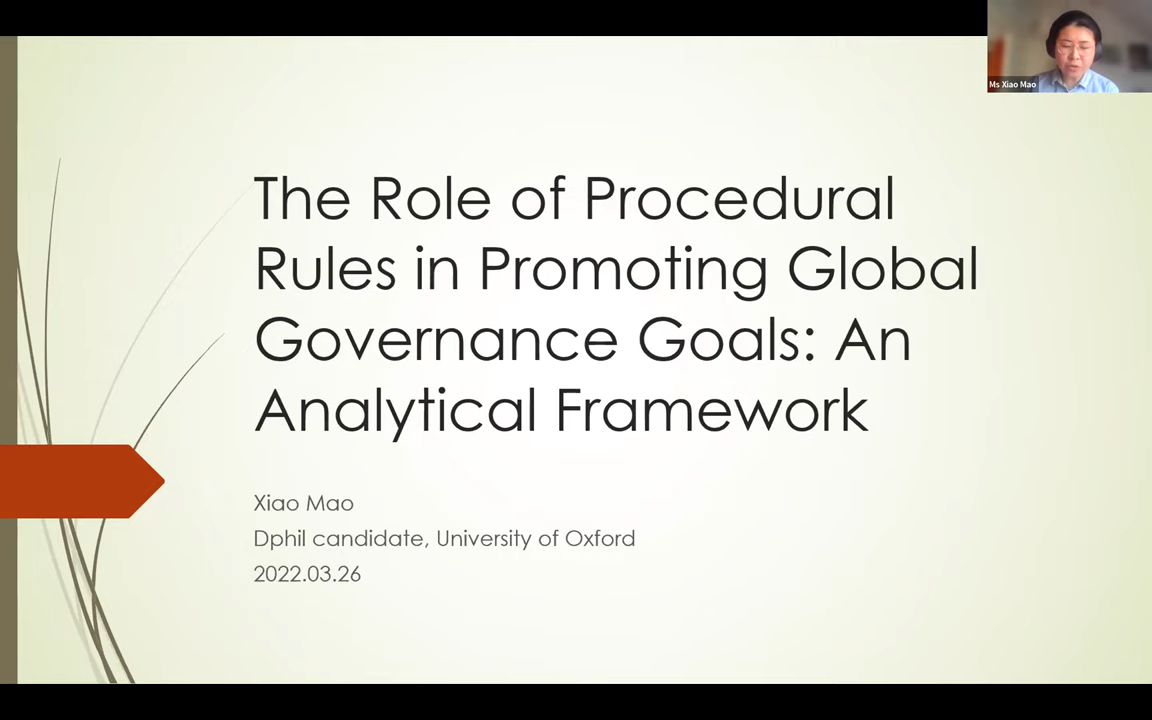 Ms Xiao Mao
The Role of Procedural
Rules in Promoting Global
Governance Goals: An
Analytical Framework
Xiao Mao
Dphil candidate, University of Oxford
2022.03.26